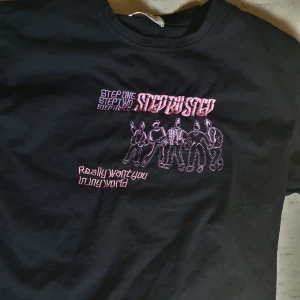 STEP ONE
STEP TWO
STEP BY STEP
Really Want you
In my world